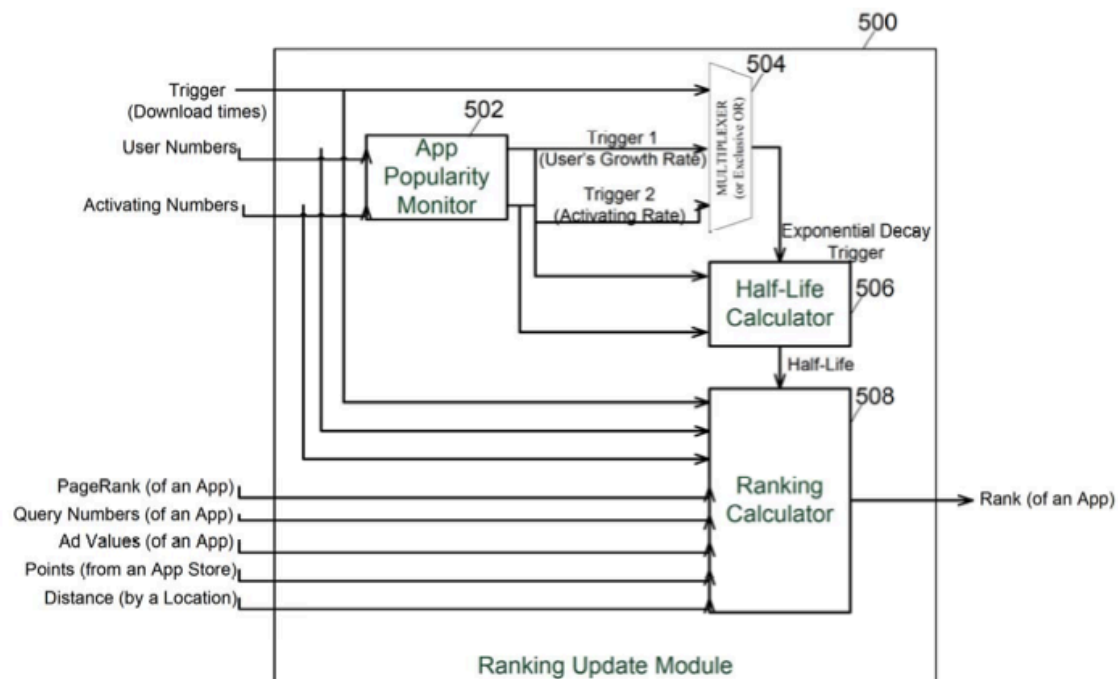 500
504
Trigger
(Download times)
502
User Numbers
App
Popularity
Monitor
Trigger 1
(User's Growth Rate)
MULTIPLEXER
(or Exclusive OR)
Activating Numbers
Trigger 2
(Activating Rate)
Exponential Decay
Trigger
506
Half-Life
Calculator
Half-Life
508
PageRank (of an App)
Query Numbers (of an App)
Ad Values (of an App)
Points (from an App Store)
Distance (by a Location)
Ranking
Calculator
Rank (of an App)
Ranking Update Module